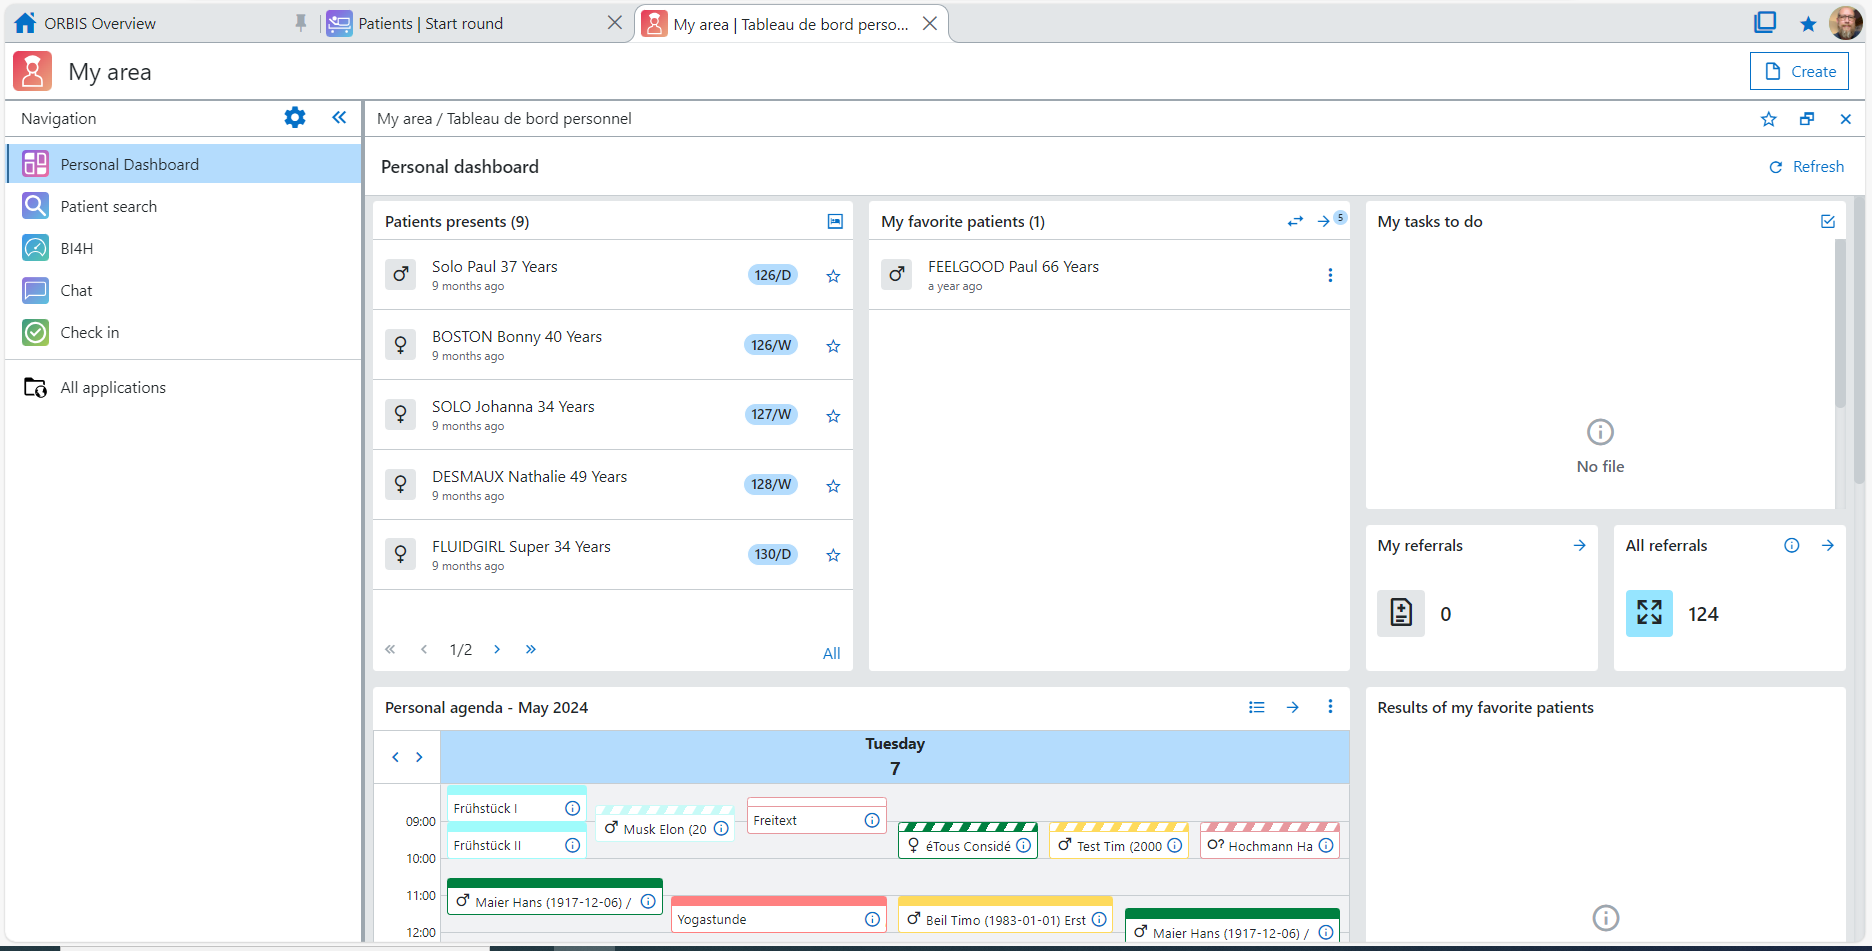 ORBIS Overview
Patients | Start round
My area | Tableau de bord perso...
My area
Create
Navigation
My area / Tableau de bord personnel
Personal Dashboard
Patient search
BI4H
Chat
Check in
All applications
Personal dashboard
Refresh
Patients presents (9)
Solo Paul 37 Years
9 months ago
126/D
BOSTON Bonny 40 Years
9 months ago
126/W
SOLO Johanna 34 Years
9 months ago
127/W
DESMAUX Nathalie 49 Years
9 months ago
128/W
FLUIDGIRL Super 34 Years
9 months ago
130/D
1/2
All
My favorite patients (1)
5
FEELGOOD Paul 66 Years
a year ago
My tasks to do
No file
My referrals
0
All referrals
124
Personal agenda - May 2024
Tuesday
7
09:00
10:00
11:00
12:00
Frühstück I
Frühstück II
Musk Elon (20
Freitext
éTous Considé
Test Tim (2000
O? Hochmann Ha
Maier Hans (1917-12-06) /
Yogastunde
Beil Timo (1983-01-01) Erst
Maier Hans (1917-12-06) /
Results of my favorite patients